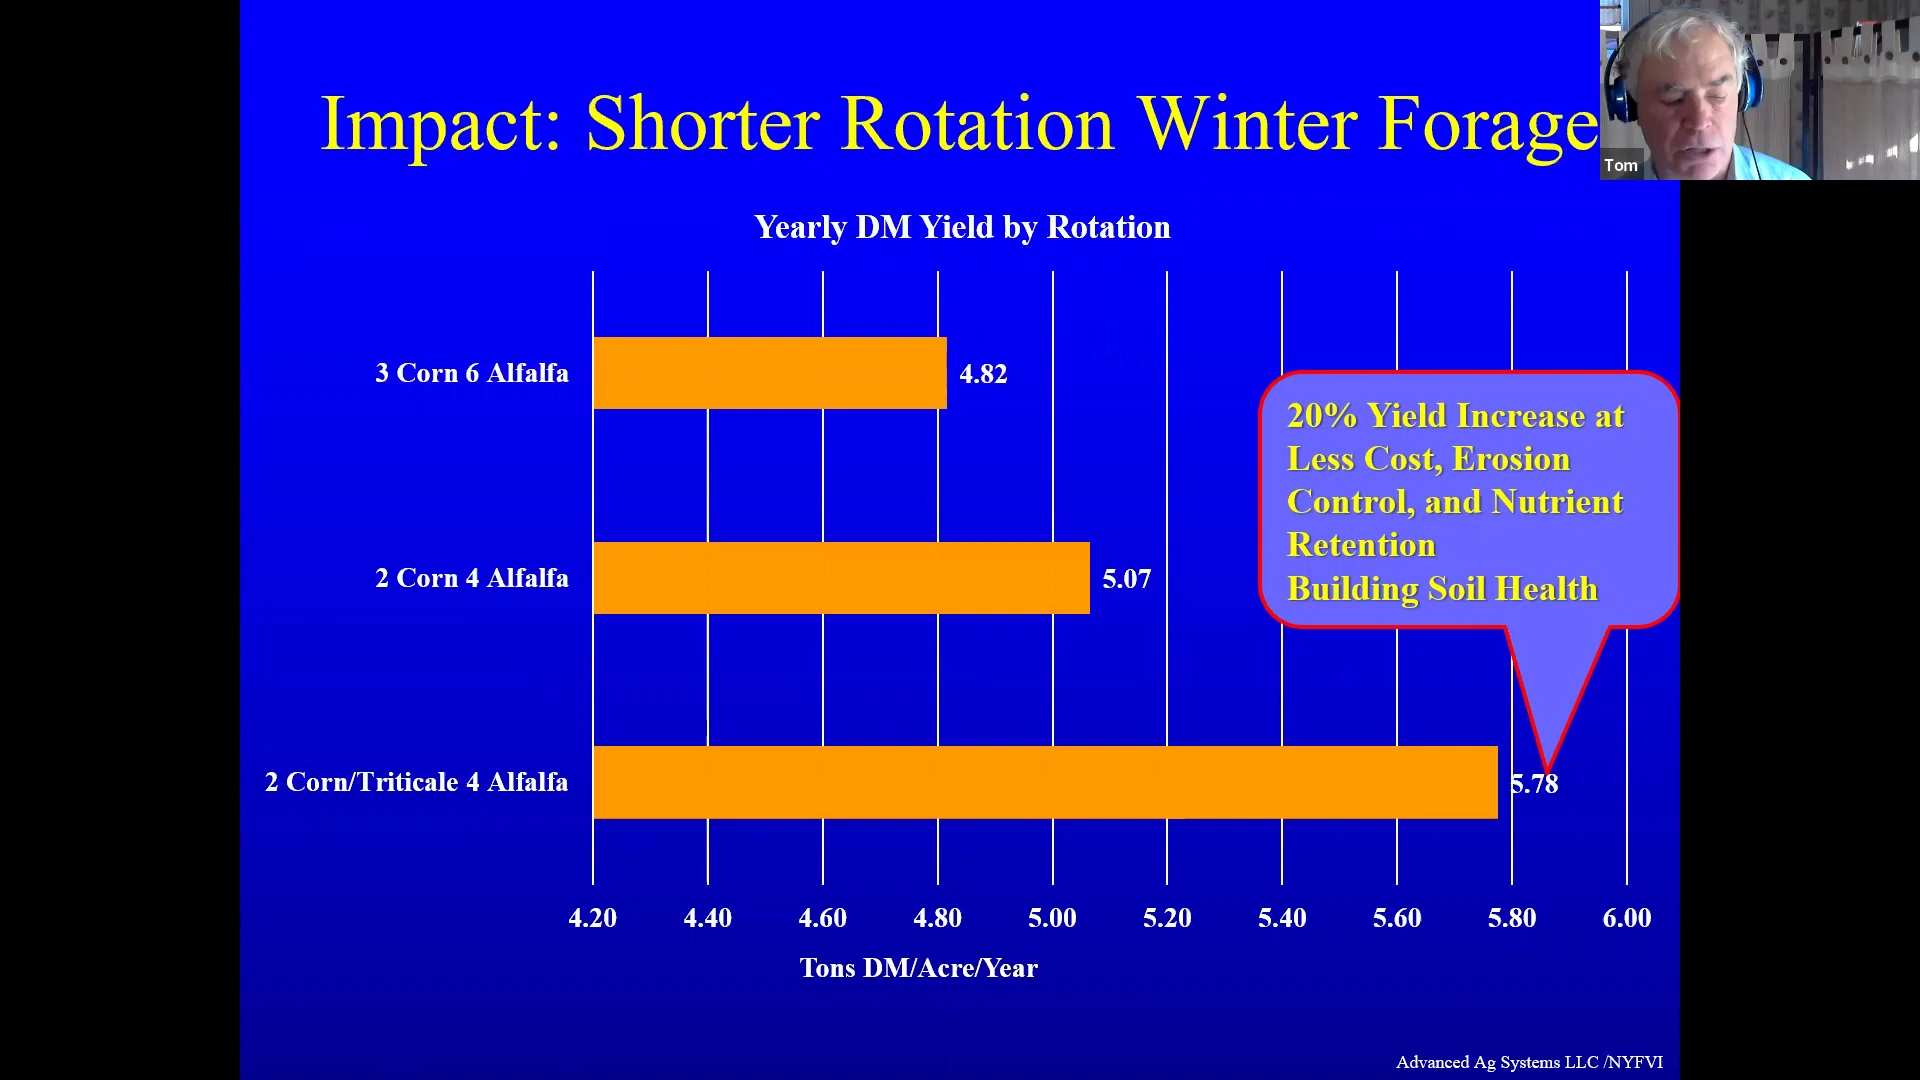 Impact: Shorter Rotation Winter Forage
Tom
Yearly DM Yield by Rotation
3 Corn 6 Alfalfa
4.82
20% Yield Increase at
Less Cost, Erosion
Control, and Nutrient
Retention
Building Soil Health
2 Corn 4 Alfalfa
5.07
2 Corn/Triticale 4 Alfalfa
5.78
4.20 4.40 4.60 4.80 5.00 5.20 5.40 5.60 5.80 6.00
Tons DM/Acre/Year
Advanced Ag Systems LLC /NYFVI